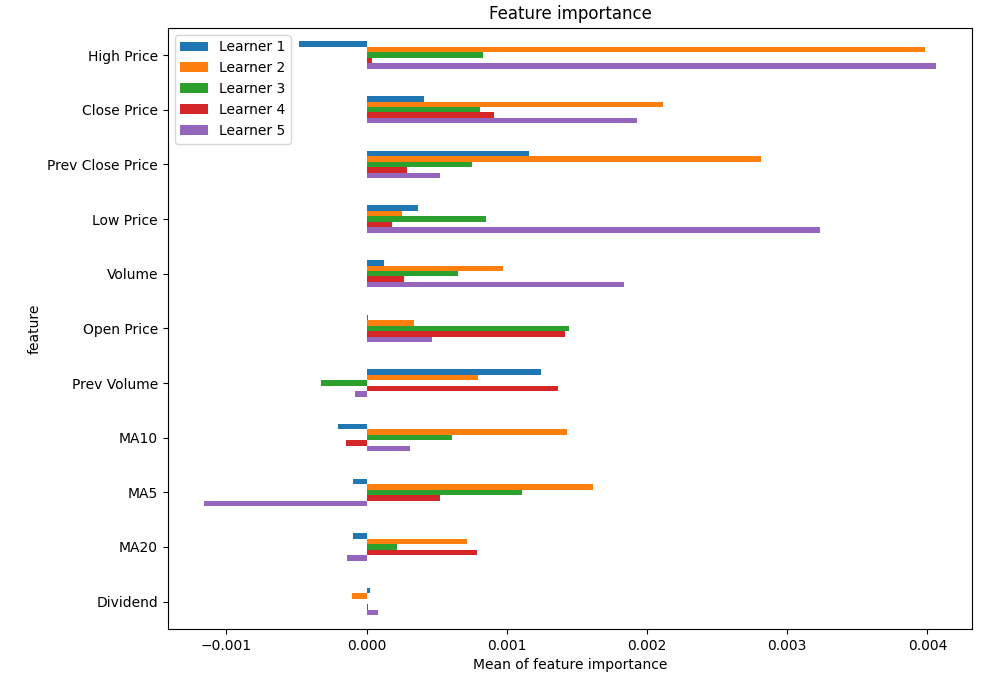 Feature importance
Learner 1
Learner 2
Learner 3
Learner 4
Learner 5
High Price
Close Price
Prev Close Price
Low Price
Volume
Open Price
Prev Volume
MA10
MA5
MA20
Dividend
feature
−0.001
0.000
0.001
0.002
0.003
0.004
Mean of feature importance